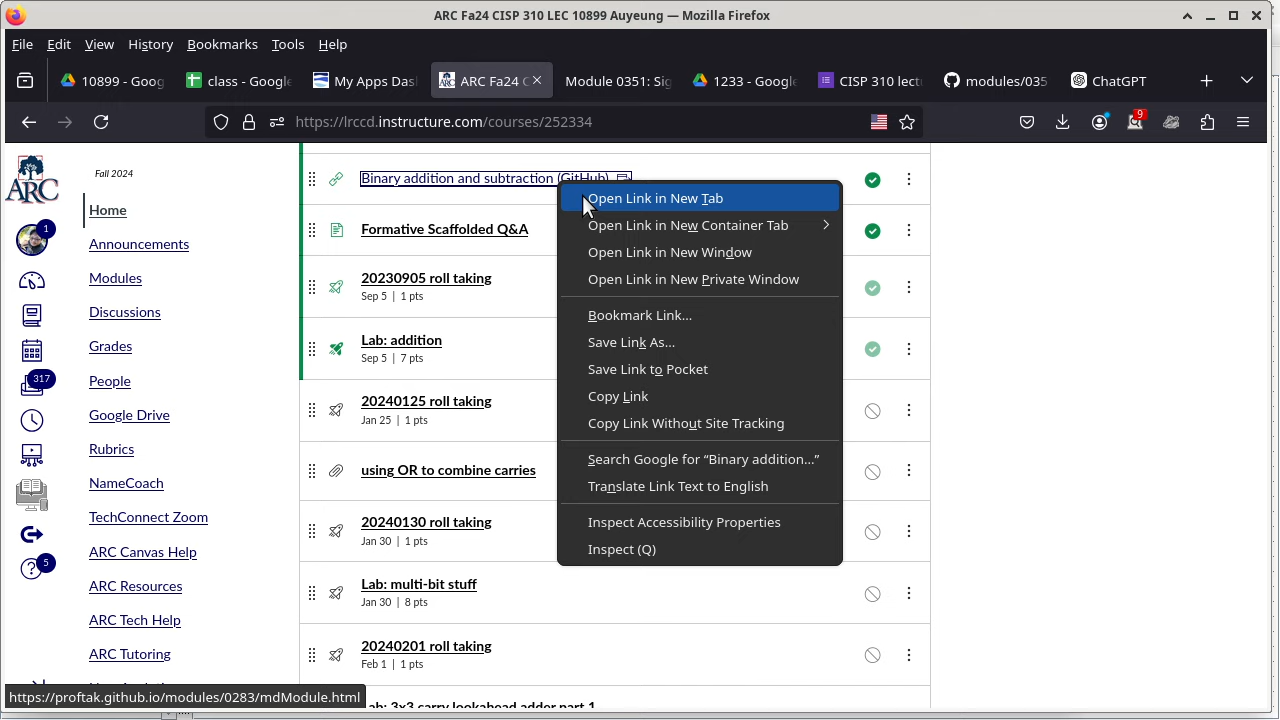 ARC Fa24 CISP 310 LEC 10899 Auyeung — Mozilla Firefox
File Edit View History Bookmarks Tools Help
10899 - Goog
class - Google
My Apps Das
ARC Fa24 C
Module 0351: Sig
1233 - Google
CISP 310 lect
modules/035
ChatGPT
https://lrccd.instructure.com/courses/252334
9
ARC
Fall 2024
1
317
5
Home
Announcements
Modules
Discussions
Grades
People
Google Drive
Rubrics
NameCoach
TechConnect Zoom
ARC Canvas Help
ARC Resources
ARC Tech Help
ARC Tutoring
Binary addition and subtraction (GitHub)
Formative Scaffolded Q&A
20230905 roll taking
Sep 5 | 1 pts
Lab: addition
Sep 5 | 7 pts
20240125 roll taking
Jan 25 | 1 pts
using OR to combine carries
20240130 roll taking
Jan 30 | 1 pts
Lab: multi-bit stuff
Jan 30 | 8 pts
20240201 roll taking
Feb 1 | 1 pts
Lab: 3x3 carry lookahead adder part 1
Open Link in New Tab
Open Link in New Container Tab
Open Link in New Window
Open Link in New Private Window
Bookmark Link…
Save Link As…
Save Link to Pocket
Copy Link
Copy Link Without Site Tracking
Search Google for “Binary addition…”
Translate Link Text to English
Inspect Accessibility Properties
Inspect (Q)
https://proftak.github.io/modules/0283/mdModule.html